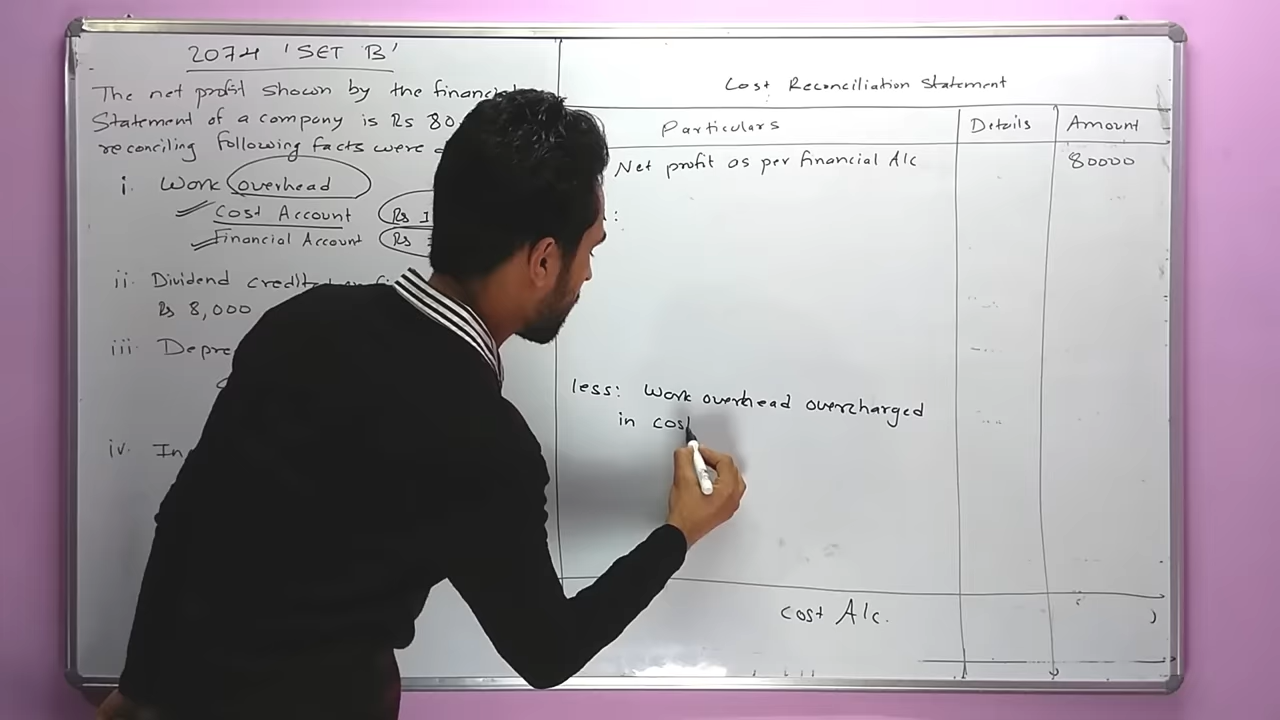 2074 'SET B'
The net profit shown by the financial
Statement of a company is Rs 80
reconciling following facts were
i. Work overhead
Cost Account Rs
Financial Account Rs
ii. Dividend credited
Rs 8,000
iii. Depre
iv. In
Cost Reconciliation Statement
Particulars Details Amount
Net profit as per financial A/c 80000
:
less: Work overhead overcharged
in cos
cost A/c.